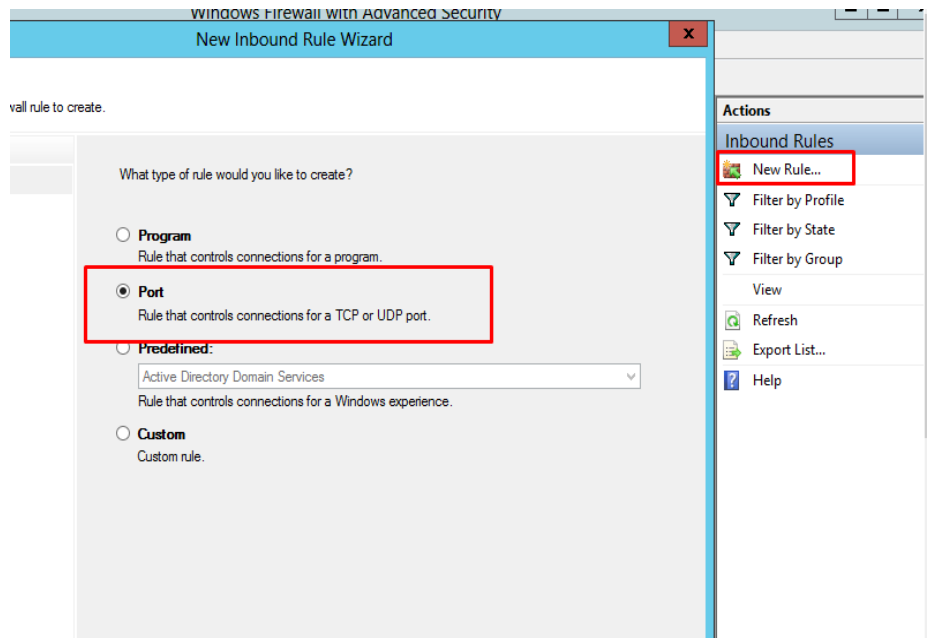 Windows Firewall with Advanced Security
New Inbound Rule Wizard
x
wall rule to create.
What type of rule would you like to create?
Program
Rule that controls connections for a program.
Port
Rule that controls connections for a TCP or UDP port.
Predefined:
Active Directory Domain Services
Rule that controls connections for a Windows experience.
Custom
Custom rule.
Actions
Inbound Rules
New Rule...
Filter by Profile
Filter by State
Filter by Group
View
Refresh
Export List...
Help